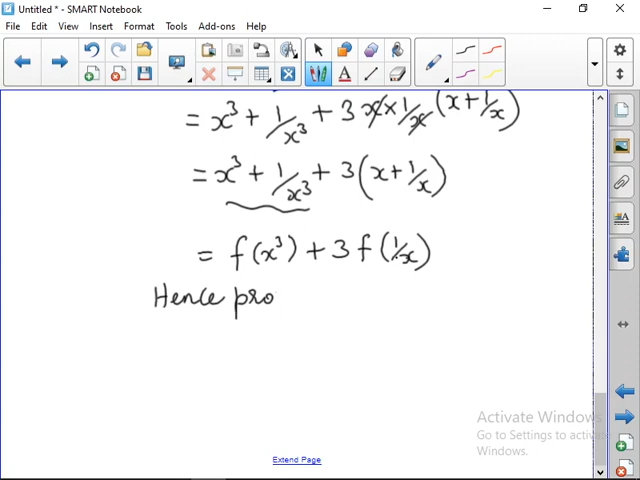 Untitled * - SMART Notebook
File Edit View Insert Format Tools Add-ons Help
= x³ + 1/x³ + 3 x × 1/x (x + 1/x)
= x³ + 1/x³ + 3 (x + 1/x)
= f(x³) + 3 f(1/x)
Hence pro
Activate Windows
Go to Settings to activate
Windows.
Extend Page